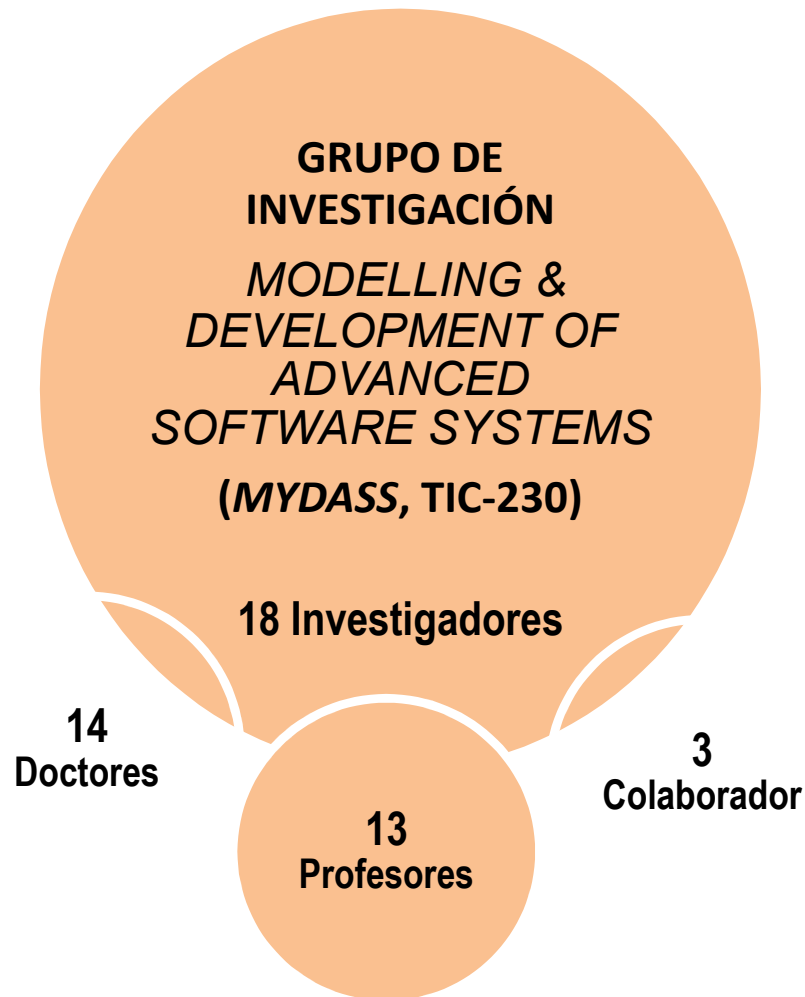 GRUPO DE
INVESTIGACIÓN
MODELLING &
DEVELOPMENT OF
ADVANCED
SOFTWARE SYSTEMS
(MYDASS, TIC-230)
18 Investigadores
14
Doctores
13
Profesores
3
Colaborador